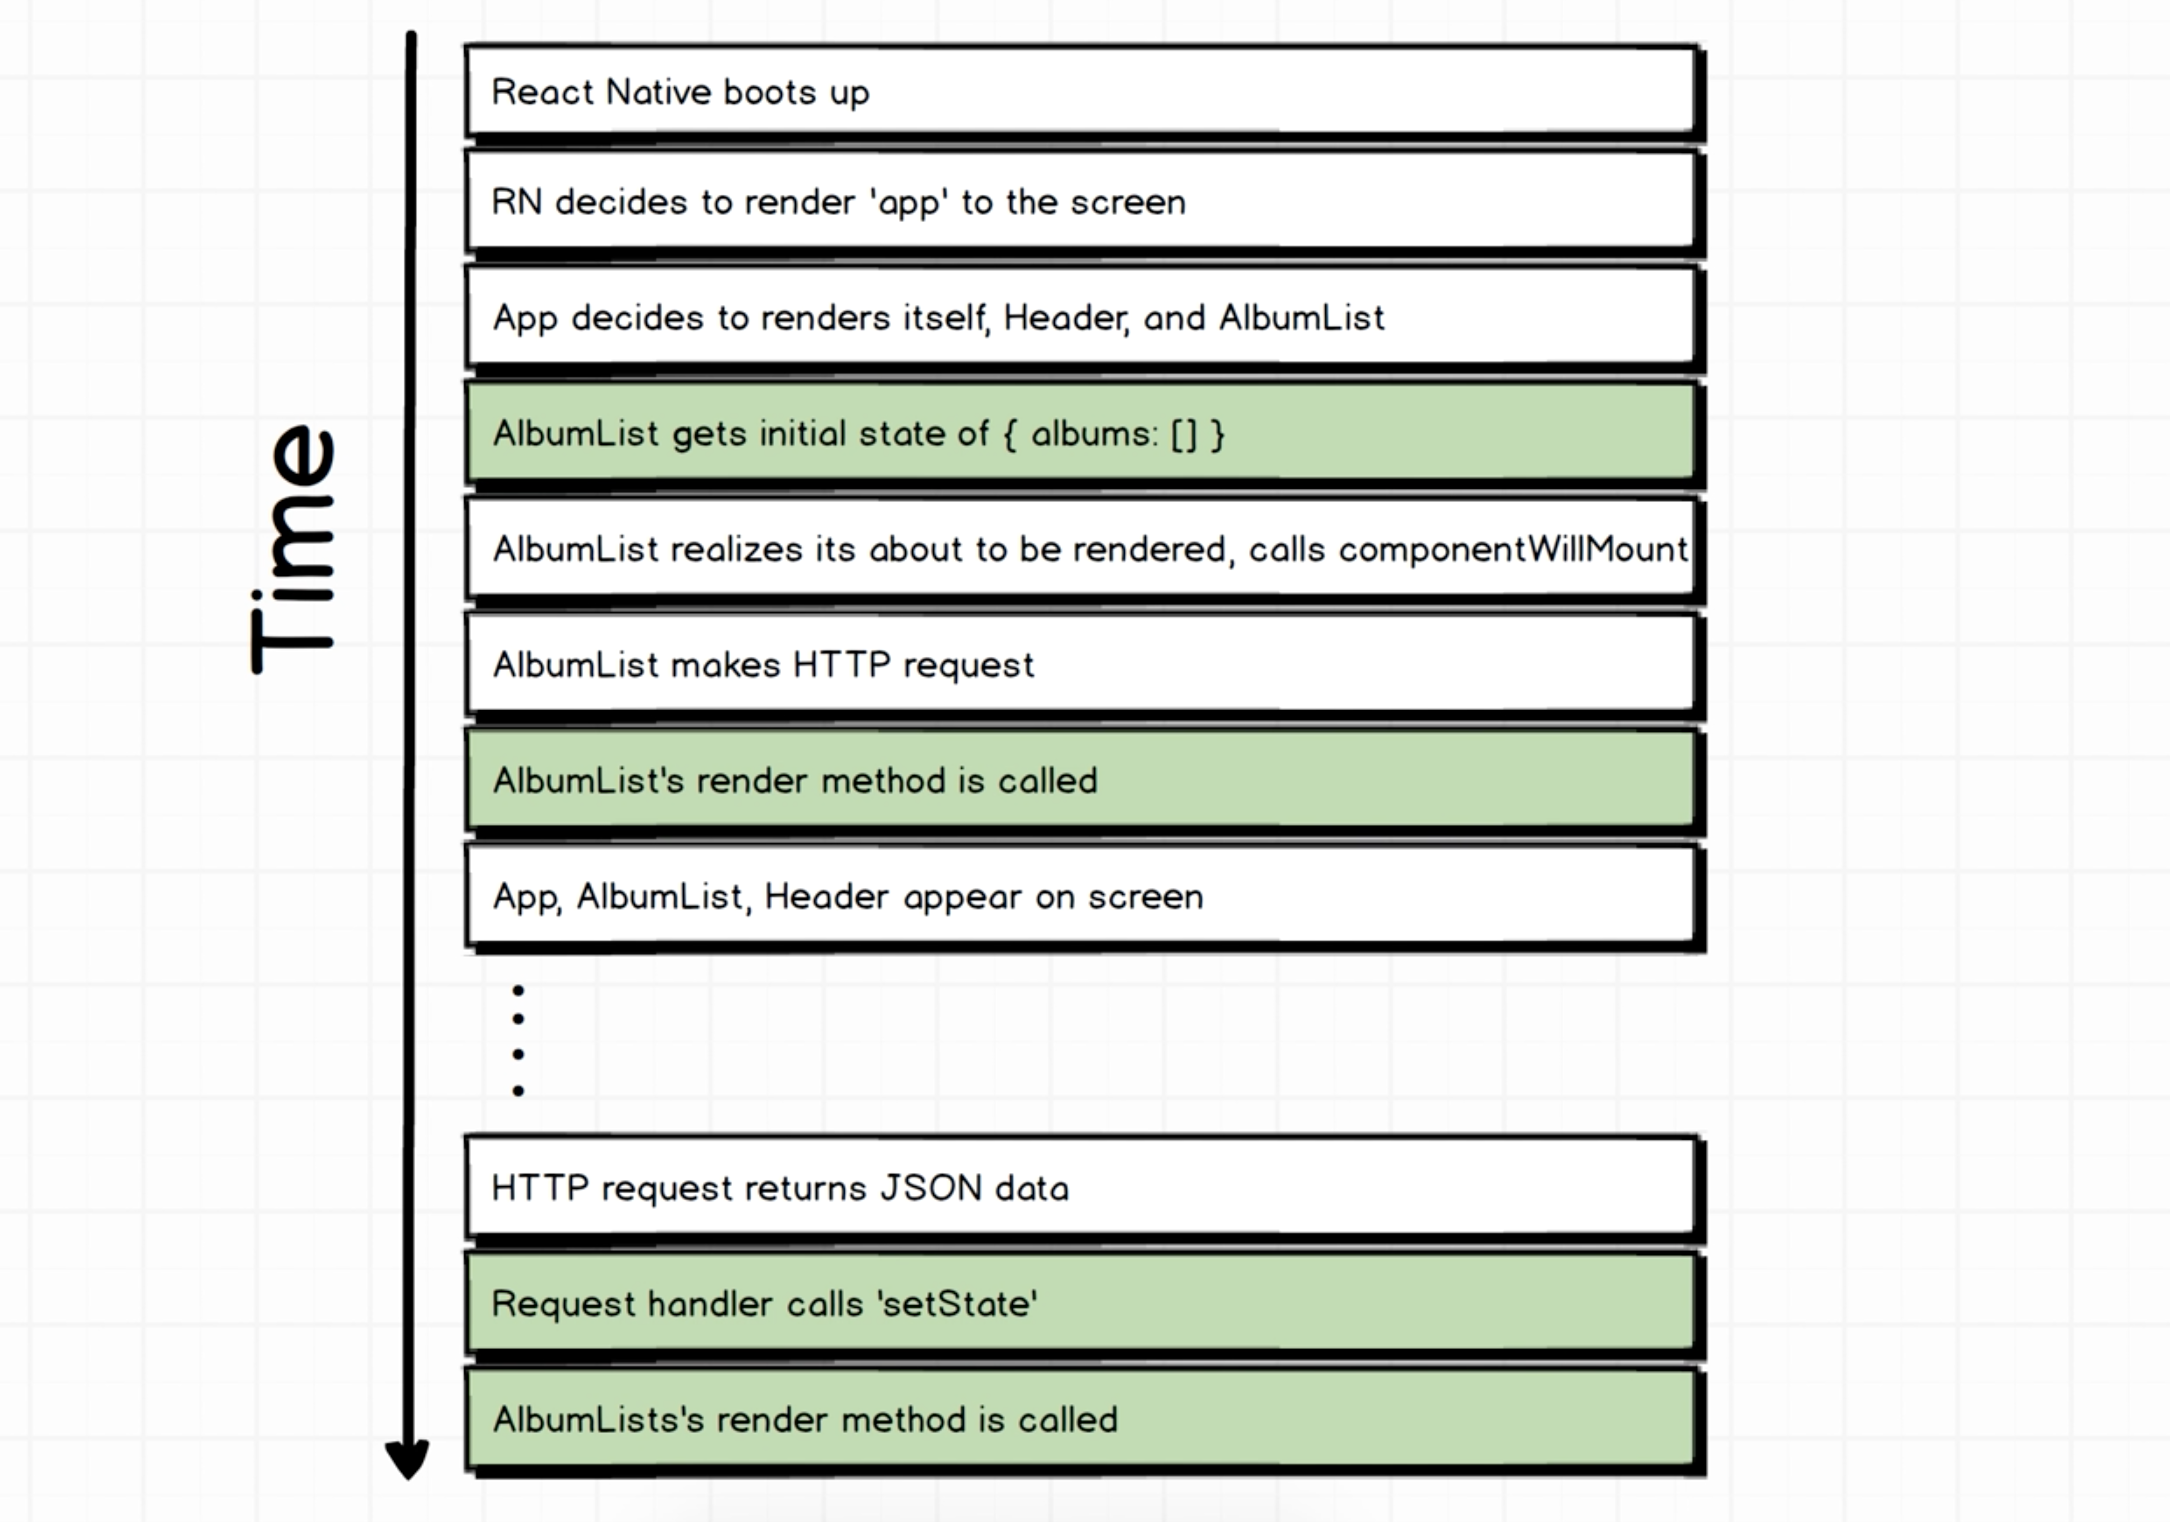 Time
React Native boots up
RN decides to render 'app' to the screen
App decides to renders itself, Header, and AlbumList
AlbumList gets initial state of { albums: [] }
AlbumList realizes its about to be rendered, calls componentWillMount
AlbumList makes HTTP request
AlbumList's render method is called
App, AlbumList, Header appear on screen
HTTP request returns JSON data
Request handler calls 'setState'
AlbumLists's render method is called